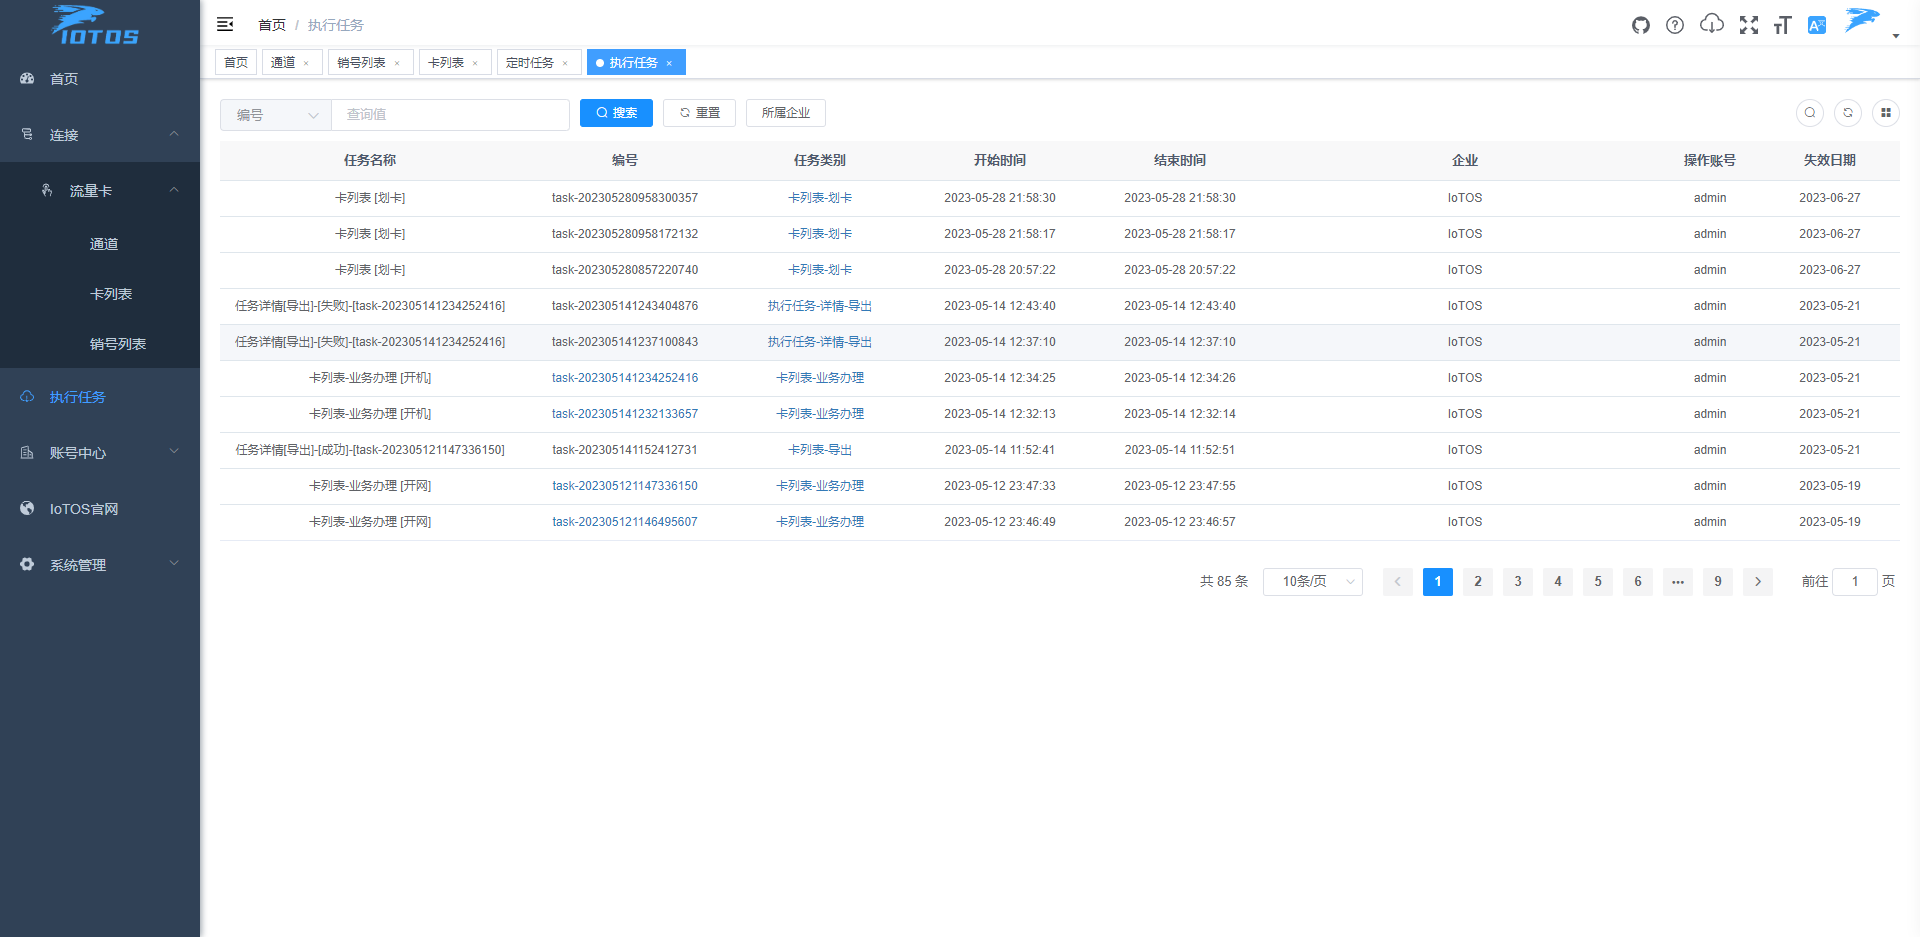 IOTOS
首页
连接
流量卡
通道
卡列表
销号列表
执行任务
账号中心
IoTOS官网
系统管理
首页 / 执行任务
首页 通道 × 销号列表 × 卡列表 × 定时任务 × 执行任务 ×
编号 查询值 搜索 重置 所属企业
任务名称 编号 任务类别 开始时间 结束时间 企业 操作账号 失效日期
卡列表 [划卡] task-202305280958300357 卡列表-划卡 2023-05-28 21:58:30 2023-05-28 21:58:30 IoTOS admin 2023-06-27
卡列表 [划卡] task-202305280958172132 卡列表-划卡 2023-05-28 21:58:17 2023-05-28 21:58:17 IoTOS admin 2023-06-27
卡列表 [划卡] task-202305280857220740 卡列表-划卡 2023-05-28 20:57:22 2023-05-28 20:57:22 IoTOS admin 2023-06-27
任务详情[导出]-[失败]-[task-202305141234252416] task-202305141243404876 执行任务-详情-导出 2023-05-14 12:43:40 2023-05-14 12:43:40 IoTOS admin 2023-05-21
任务详情[导出]-[失败]-[task-202305141234252416] task-202305141237100843 执行任务-详情-导出 2023-05-14 12:37:10 2023-05-14 12:37:10 IoTOS admin 2023-05-21
卡列表-业务办理 [开机] task-202305141234252416 卡列表-业务办理 2023-05-14 12:34:25 2023-05-14 12:34:26 IoTOS admin 2023-05-21
卡列表-业务办理 [开机] task-202305141232133657 卡列表-业务办理 2023-05-14 12:32:13 2023-05-14 12:32:14 IoTOS admin 2023-05-21
任务详情[导出]-[成功]-[task-202305121147336150] task-202305141152412731 卡列表-导出 2023-05-14 11:52:41 2023-05-14 11:52:51 IoTOS admin 2023-05-21
卡列表-业务办理 [开网] task-202305121147336150 卡列表-业务办理 2023-05-12 23:47:33 2023-05-12 23:47:55 IoTOS admin 2023-05-19
卡列表-业务办理 [开网] task-202305121146495607 卡列表-业务办理 2023-05-12 23:46:49 2023-05-12 23:46:57 IoTOS admin 2023-05-19
共 85 条 10条/页 1 2 3 4 5 6 ••• 9 前往 1 页